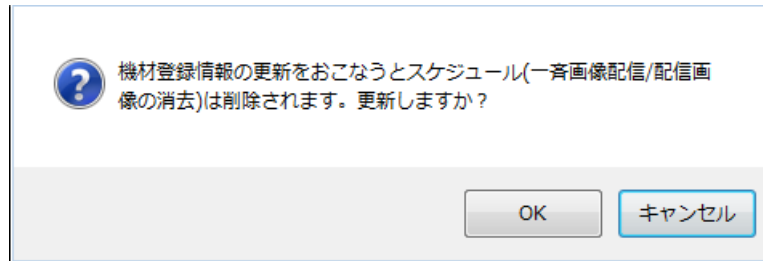 機材登録情報の更新をおこなうとスケジュール(一斉画像配信/配信画
像の消去)は削除されます。更新しますか？
OK
キャンセル